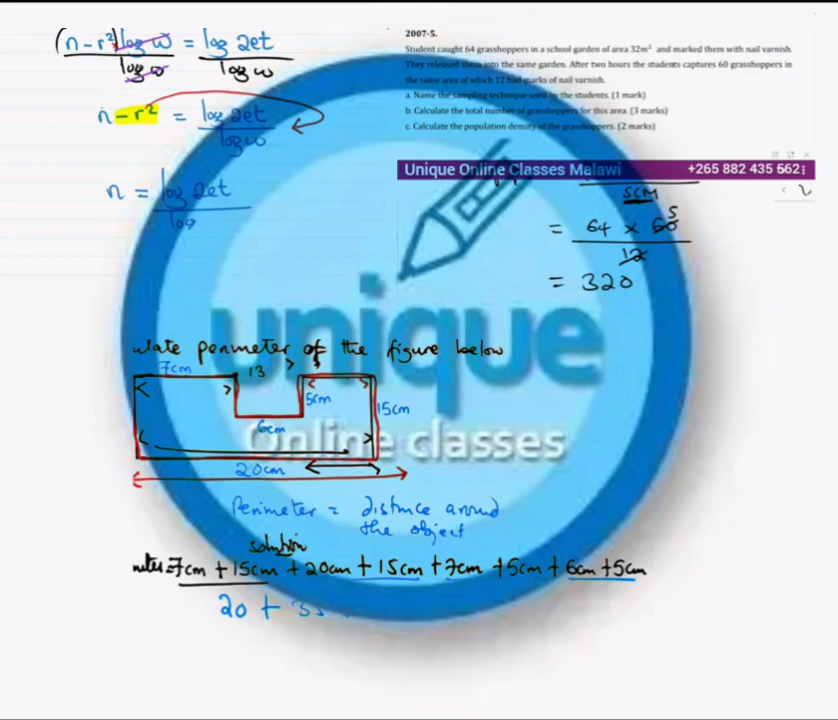 (n - r²) log w = log 2et
log w log w
n - r² = log 2et
log w
n = log 2et
log
2007-5.
Student caught 64 grasshoppers in a school garden of area 32m² and marked them with nail varnish.
They released them into the same garden. After two hours the students captures 60 grasshoppers in
the same area of which 12 had marks of nail varnish.
a. Name the sampling technique used by the students. (1 mark)
b. Calculate the total number of grasshoppers for this area. (3 marks)
c. Calculate the population density of the grasshoppers. (2 marks)
Unique Online Classes Malawi +265 882 435 562
SCM
= 64 x 60 5
12
= 320
unique
Online classes
ulate perimeter of the figure below
7cm 13
5cm
15cm
6cm
20cm
Perimeter = distance around
the object
solution
=7cm + 15cm + 20cm + 15cm + 7cm + 5cm + 6cm + 5cm
20 + 35